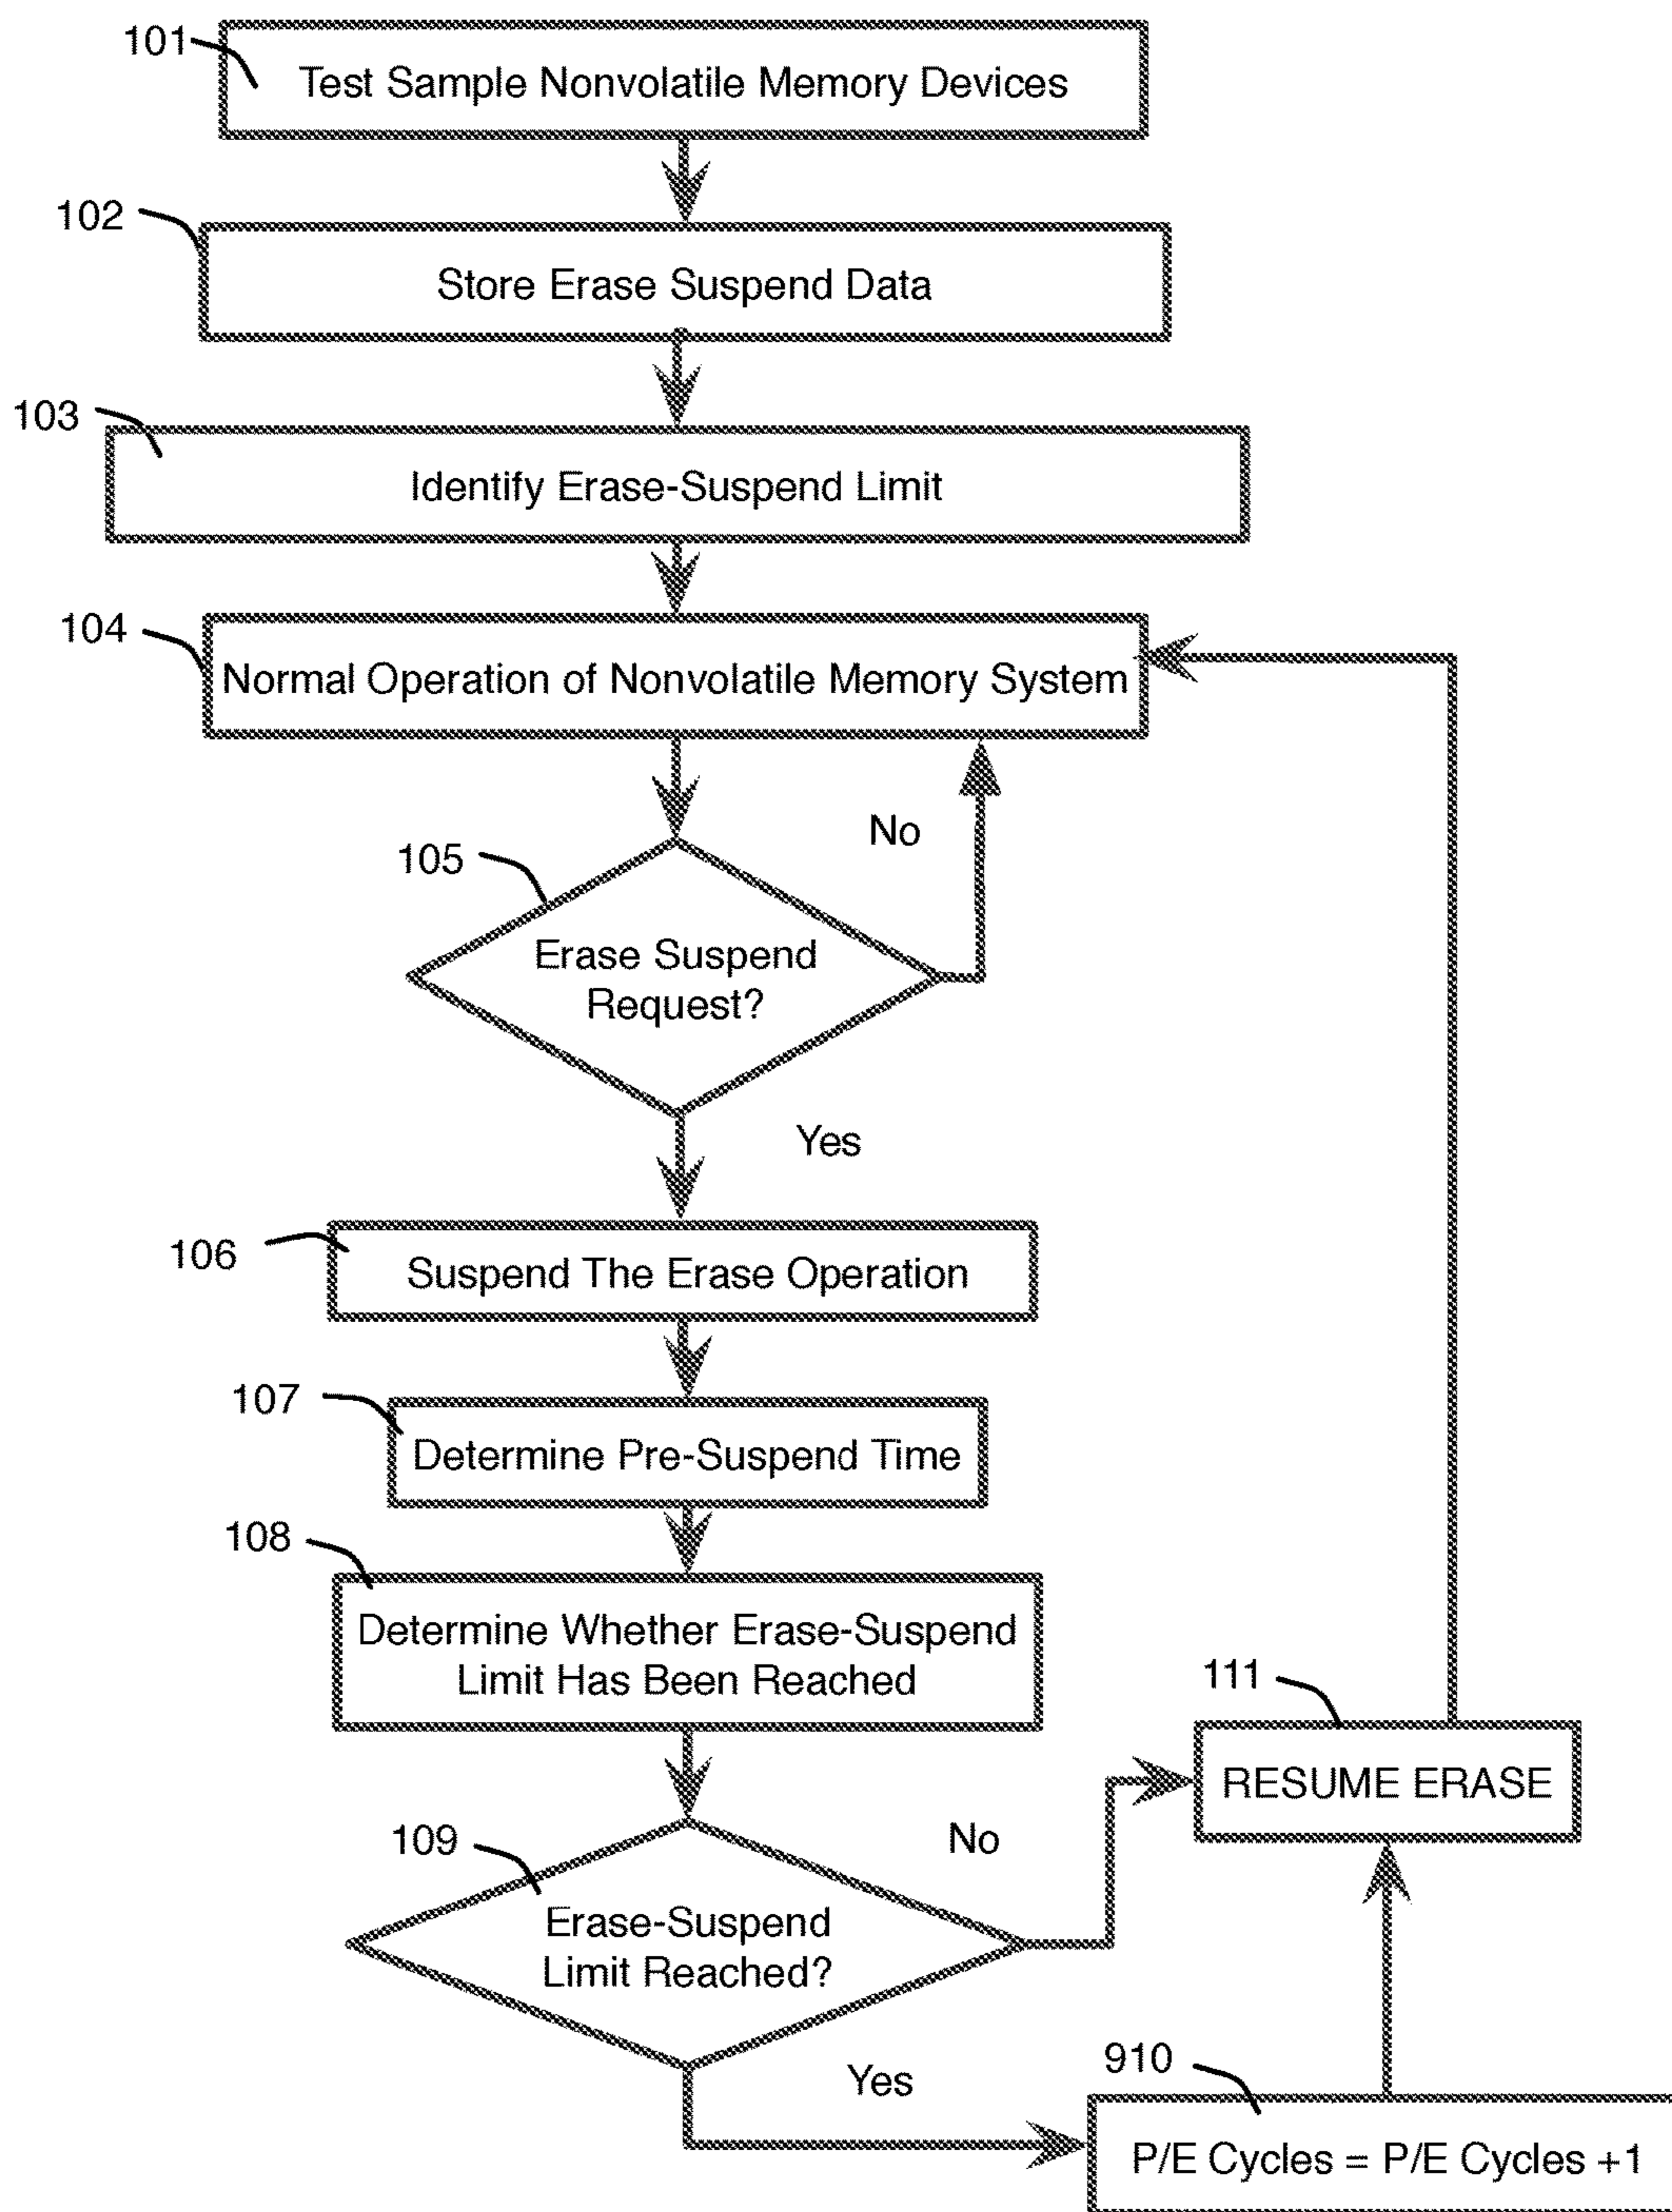 101
Test Sample Nonvolatile Memory Devices
102
Store Erase Suspend Data
103
Identify Erase-Suspend Limit
104
Normal Operation of Nonvolatile Memory System
No
105
Erase Suspend
Request?
Yes
106
Suspend The Erase Operation
107
Determine Pre-Suspend Time
108
Determine Whether Erase-Suspend
Limit Has Been Reached
111
RESUME ERASE
109
No
Erase-Suspend
Limit Reached?
Yes
910
P/E Cycles = P/E Cycles +1